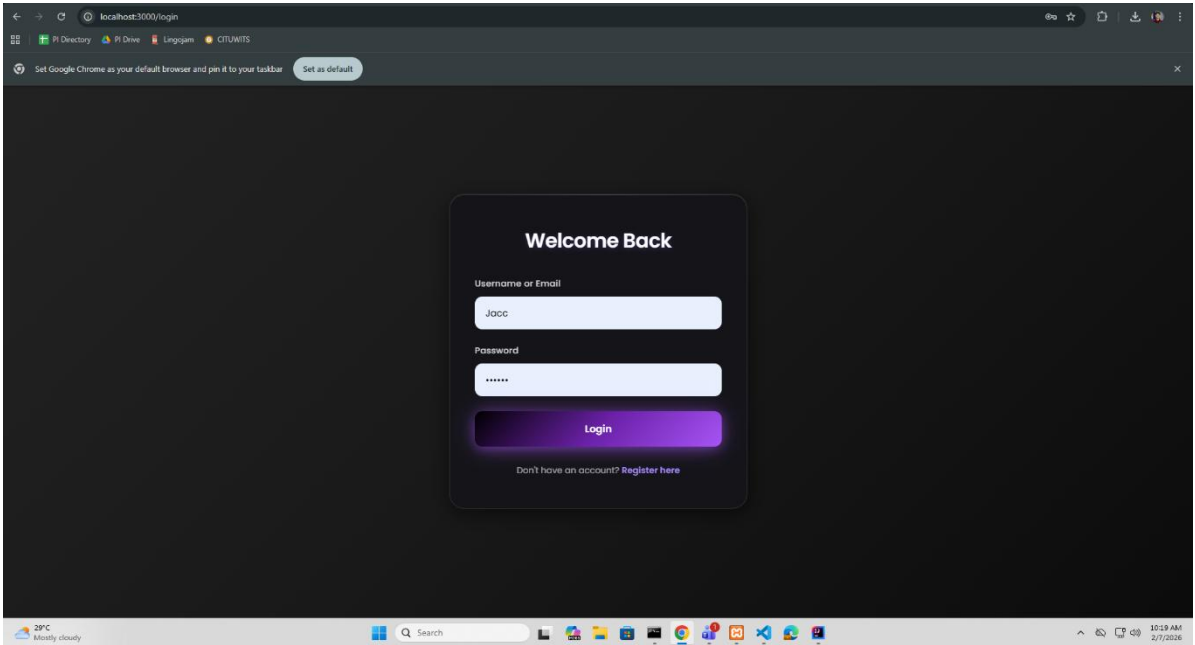 localhost:3000/login
PI Directory PI Drive Lingojam CITUWITS
Set Google Chrome as your default browser and pin it to your taskbar Set as default
Welcome Back
Username or Email
Jacc
Password
••••••
Login
Don't have an account? Register here
29°C
Mostly cloudy
Search
10:19 AM
2/7/2026